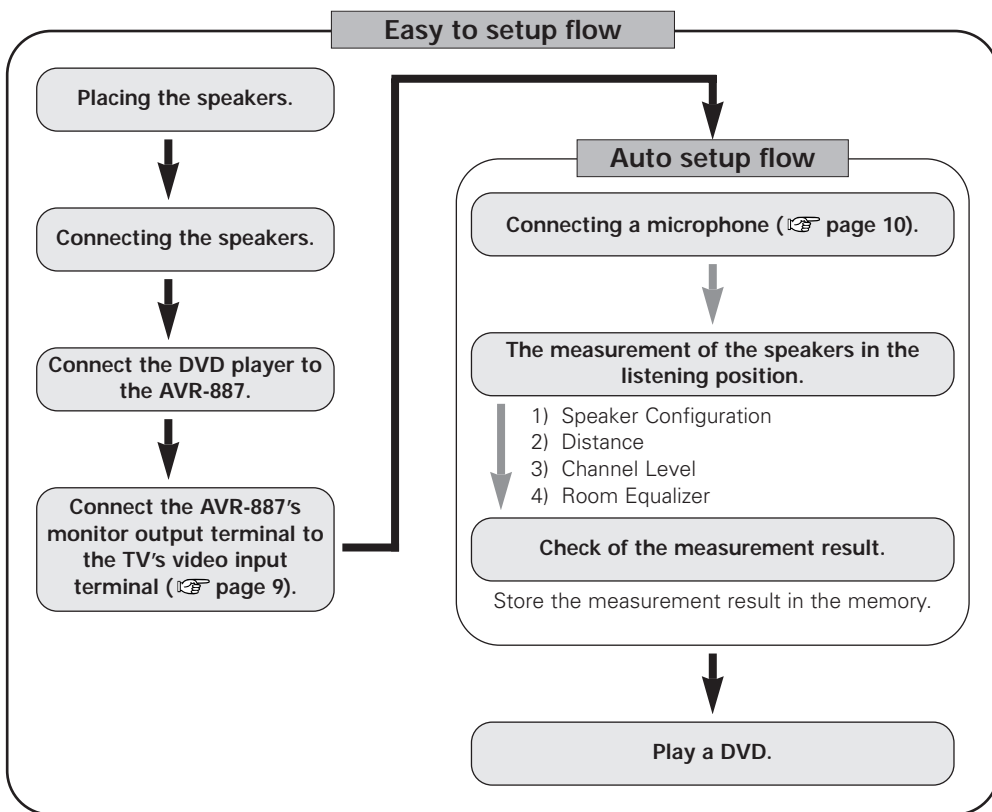 Easy to setup flow
Placing the speakers.
Connecting the speakers.
Connect the DVD player to
the AVR-887.
Connect the AVR-887's
monitor output terminal to
the TV's video input
terminal (☞ page 9).
Auto setup flow
Connecting a microphone (☞ page 10).
The measurement of the speakers in the
listening position.
1) Speaker Configuration
2) Distance
3) Channel Level
4) Room Equalizer
Check of the measurement result.
Store the measurement result in the memory.
Play a DVD.